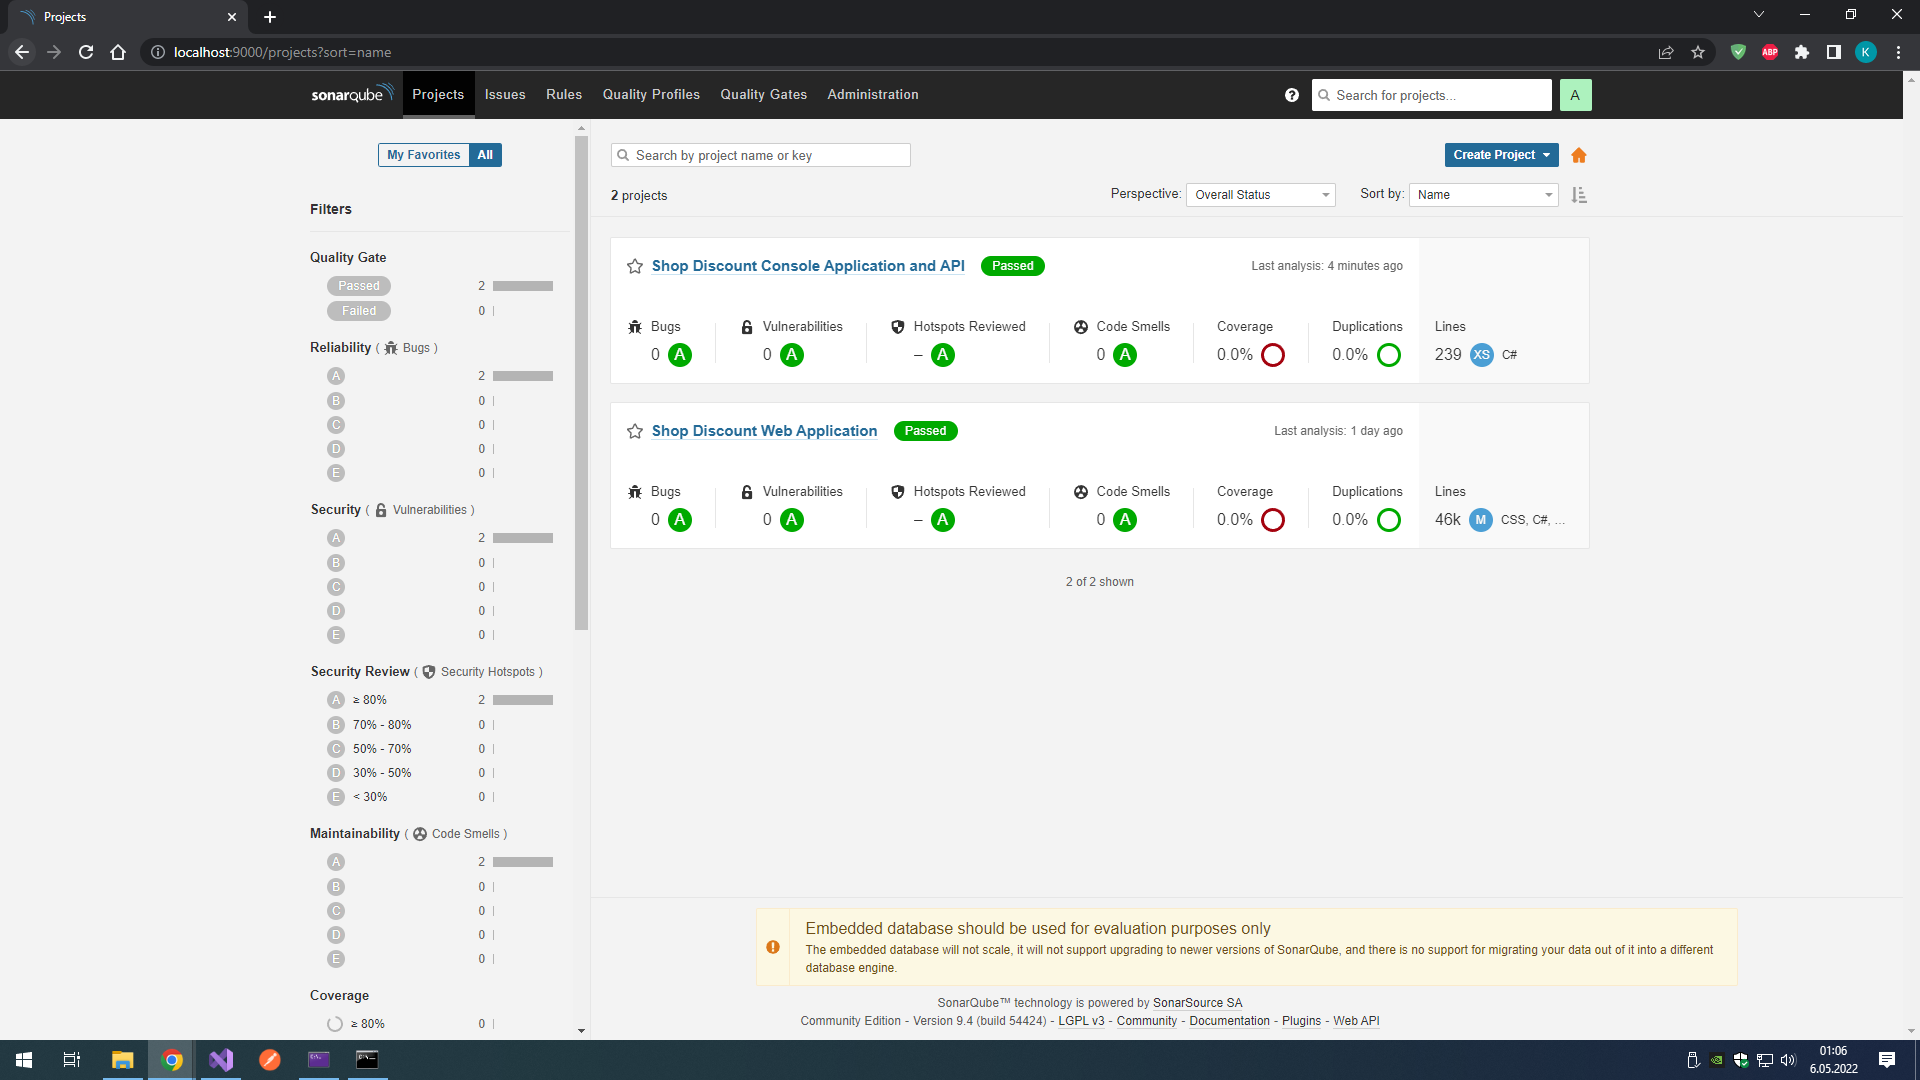 Projects
localhost:9000/projects?sort=name
ABP
K
sonarqube Projects Issues Rules Quality Profiles Quality Gates Administration
Search for projects...
A
My Favorites All
Search by project name or key
Create Project
2 projects
Perspective: Overall Status
Sort by: Name
Filters
Quality Gate
Passed 2
Failed 0
Reliability ( Bugs )
A 2
B 0
C 0
D 0
E 0
Security ( Vulnerabilities )
A 2
B 0
C 0
D 0
E 0
Security Review ( Security Hotspots )
A ≥ 80% 2
B 70% - 80% 0
C 50% - 70% 0
D 30% - 50% 0
E < 30% 0
Maintainability ( Code Smells )
A 2
B 0
C 0
D 0
E 0
Coverage
≥ 80% 0
Shop Discount Console Application and API Passed Last analysis: 4 minutes ago
Bugs Vulnerabilities Hotspots Reviewed Code Smells Coverage Duplications Lines
0 A 0 A – A 0 A 0.0% 0.0% 239 XS C#
Shop Discount Web Application Passed Last analysis: 1 day ago
Bugs Vulnerabilities Hotspots Reviewed Code Smells Coverage Duplications Lines
0 A 0 A – A 0 A 0.0% 0.0% 46k M CSS, C#, ...
2 of 2 shown
Embedded database should be used for evaluation purposes only
The embedded database will not scale, it will not support upgrading to newer versions of SonarQube, and there is no support for migrating your data out of it into a different
database engine.
SonarQube™ technology is powered by SonarSource SA
Community Edition - Version 9.4 (build 54424) - LGPL v3 - Community - Documentation - Plugins - Web API
01:06
6.05.2022